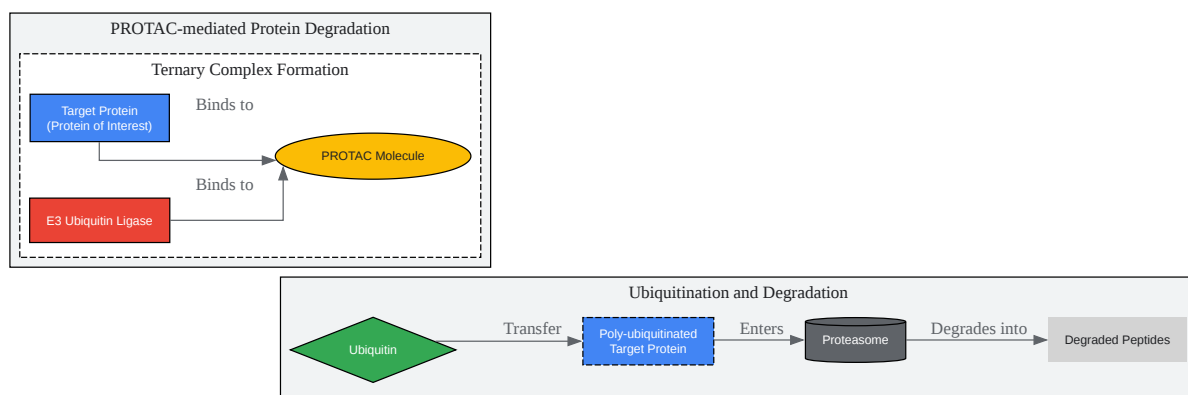 PROTAC-mediated Protein Degradation
Ternary Complex Formation
Target Protein
(Protein of Interest)
Binds to
PROTAC Molecule
Binds to
E3 Ubiquitin Ligase
Ubiquitination and Degradation
Ubiquitin
Transfer
Poly-ubiquitinated
Target Protein
Enters
Proteasome
Degrades into
Degraded Peptides